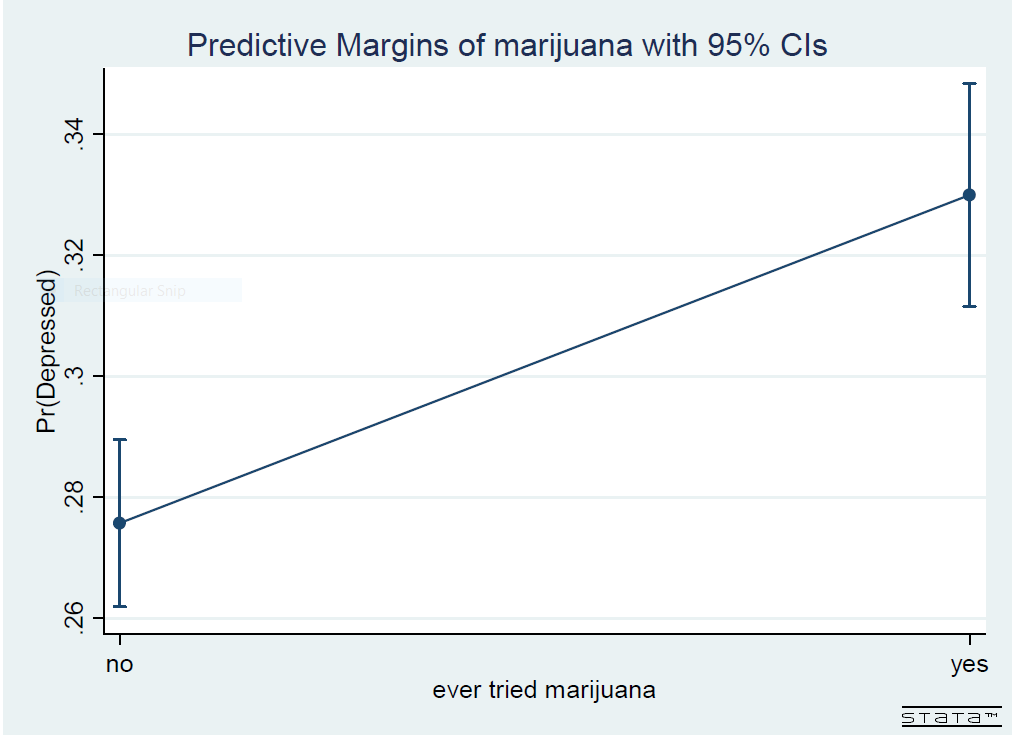 Predictive Margins of marijuana with 95% CIs
Pr(Depressed)
.34
.32
.3
.28
.26
Rectangular Snip
no
yes
ever tried marijuana
STATA™